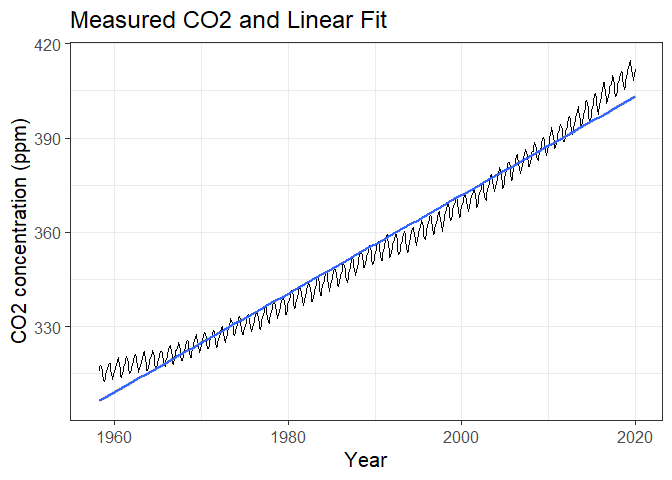 Measured CO2 and Linear Fit
420
390
360
330
CO2 concentration (ppm)
1960
1980
2000
2020
Year